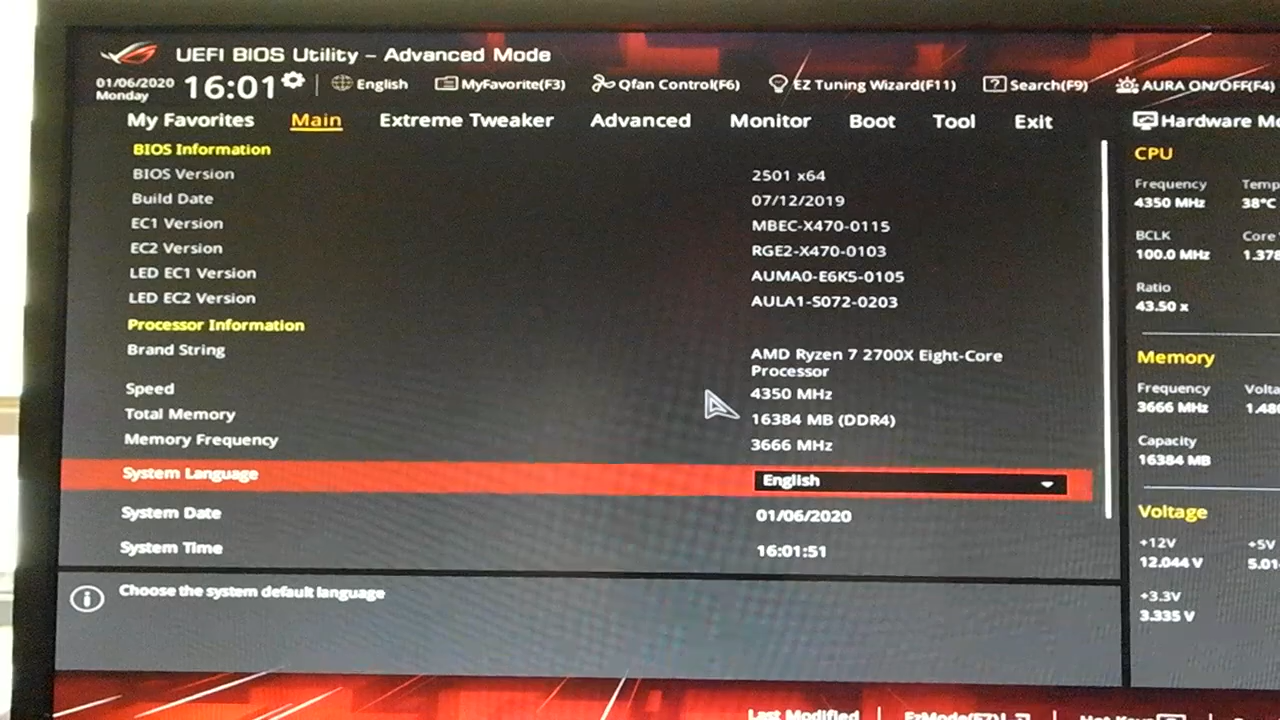 UEFI BIOS Utility – Advanced Mode
01/06/2020
Monday
16:01
English
MyFavorite(F3)
Qfan Control(F6)
EZ Tuning Wizard(F11)
Search(F9)
AURA ON/OFF(F4)
My Favorites Main Extreme Tweaker Advanced Monitor Boot Tool Exit
Hardware
BIOS Information
BIOS Version 2501 x64
Build Date 07/12/2019
EC1 Version MBEC-X470-0115
EC2 Version RGE2-X470-0103
LED EC1 Version AUMA0-E6K5-0105
LED EC2 Version AULA1-S072-0203
Processor Information
Brand String AMD Ryzen 7 2700X Eight-Core
Processor
Speed 4350 MHz
Total Memory 16384 MB (DDR4)
Memory Frequency 3666 MHz
System Language English
System Date 01/06/2020
System Time 16:01:51
Choose the system default language
CPU
Frequency Temp
4350 MHz 38°C
BCLK Core
100.0 MHz 1.378
Ratio
43.50 x
Memory
Frequency
3666 MHz
Capacity
16384 MB
Voltage
+12V +5V
12.044 V
+3.3V
3.335 V
Last Modified
EzMode(F7)